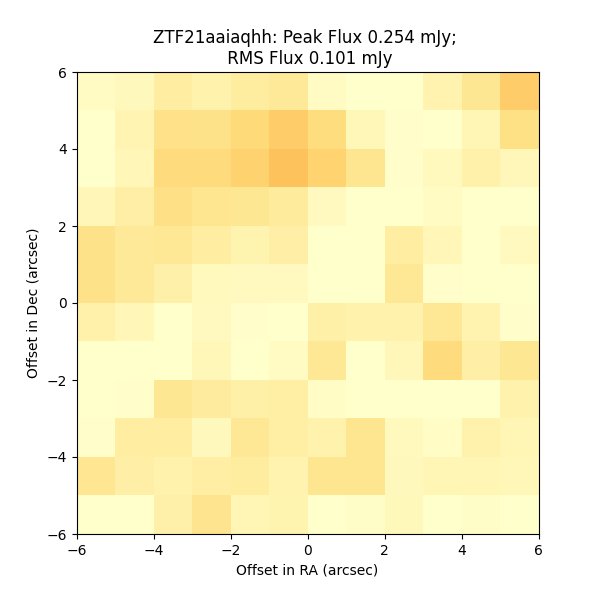 ZTF21aaiaqhh: Peak Flux 0.254 mJy;
RMS Flux 0.101 mJy
6
4
2
0
−2
−4
−6
Offset in Dec (arcsec)
−6 −4 −2 0 2 4 6
Offset in RA (arcsec)